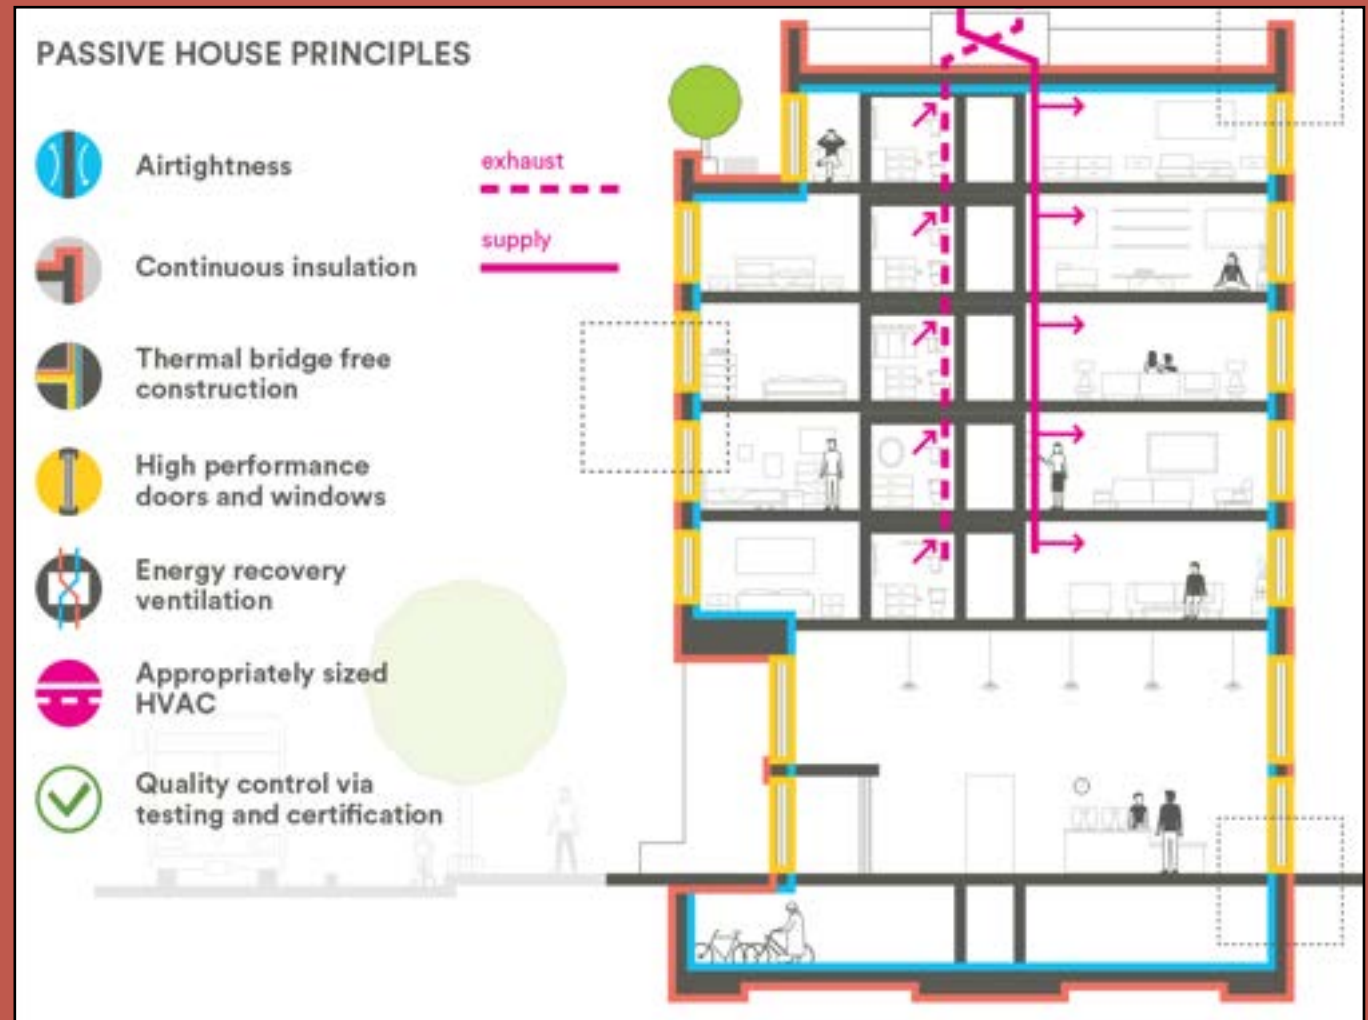 PASSIVE HOUSE PRINCIPLES
Airtightness
Continuous insulation
Thermal bridge free
construction
High performance
doors and windows
Energy recovery
ventilation
Appropriately sized
HVAC
Quality control via
testing and certification
exhaust
supply